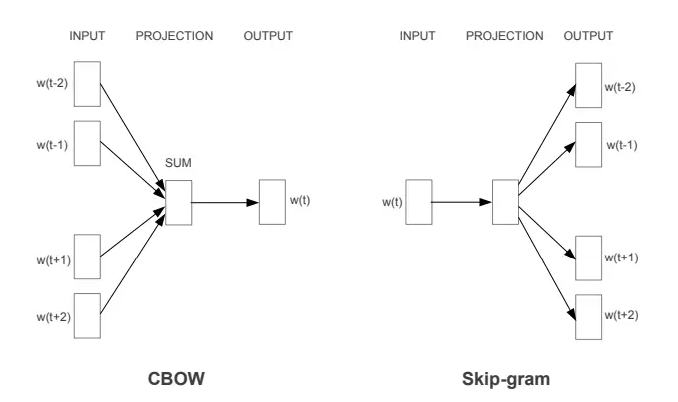 INPUT PROJECTION OUTPUT
w(t-2)
w(t-1)
SUM
w(t)
w(t+1)
w(t+2)
CBOW
INPUT PROJECTION OUTPUT
w(t-2)
w(t-1)
w(t)
w(t+1)
w(t+2)
Skip-gram